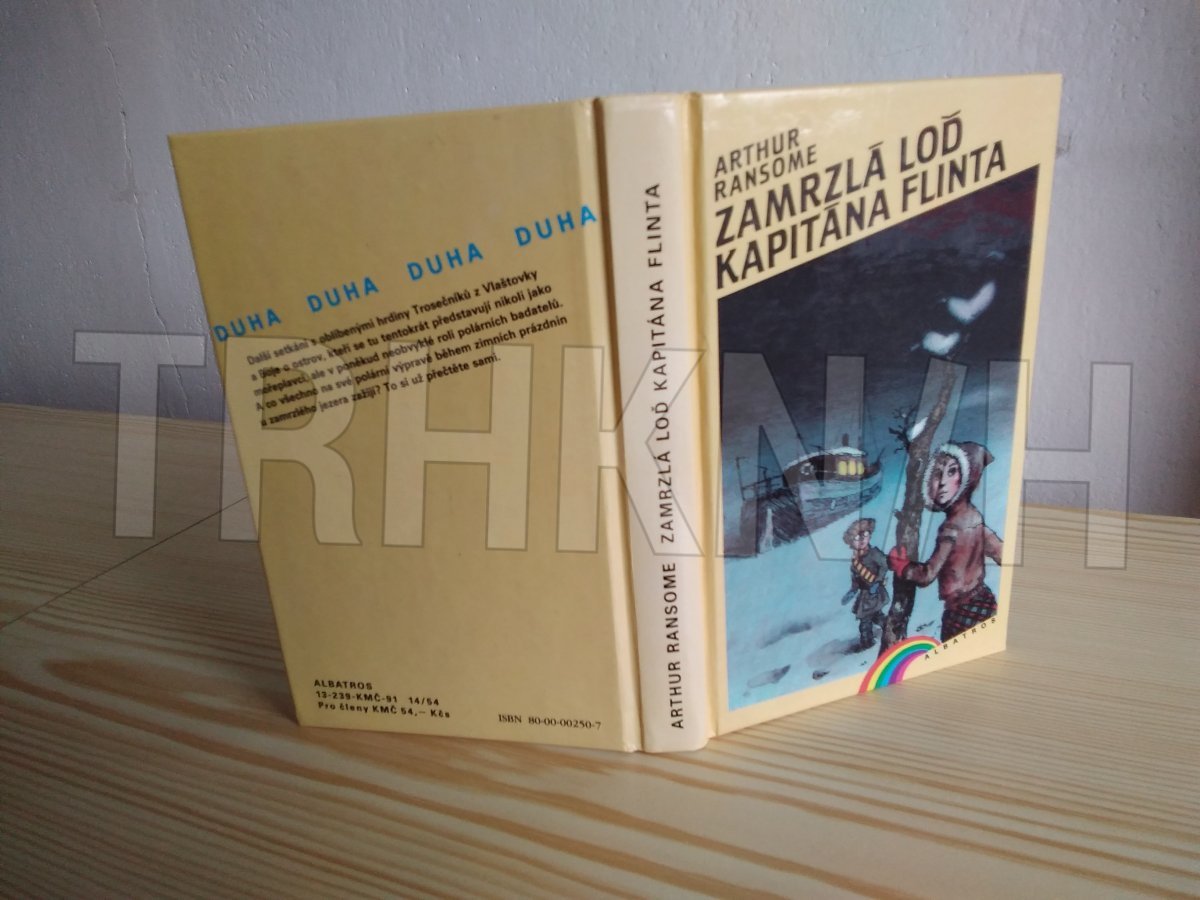 DUHA DUHA DUHA DUHA
Další setkání s oblíbenými hrdiny Trosečníků z Vlaštovky
a Boje o ostrov, kteří se tu tentokrát představují nikoli jako
mořeplavci, ale v poněkud neobvyklé roli polárních badatelů.
A co všechno na své polární výpravě během zimních prázdnin
u zamrzlého jezera zažijí? To si už přečtěte sami.
ALBATROS
13-239-KMČ-91 14/54
Pro členy KMČ 54,— Kčs
ISBN 80-00-00250-7
ARTHUR RANSOME ZAMRZLÁ LOĎ KAPITÁNA FLINTA
ARTHUR
RANSOME
ZAMRZLÁ LOĎ
KAPITÁNA FLINTA
ALBATROS
TRHKNIH